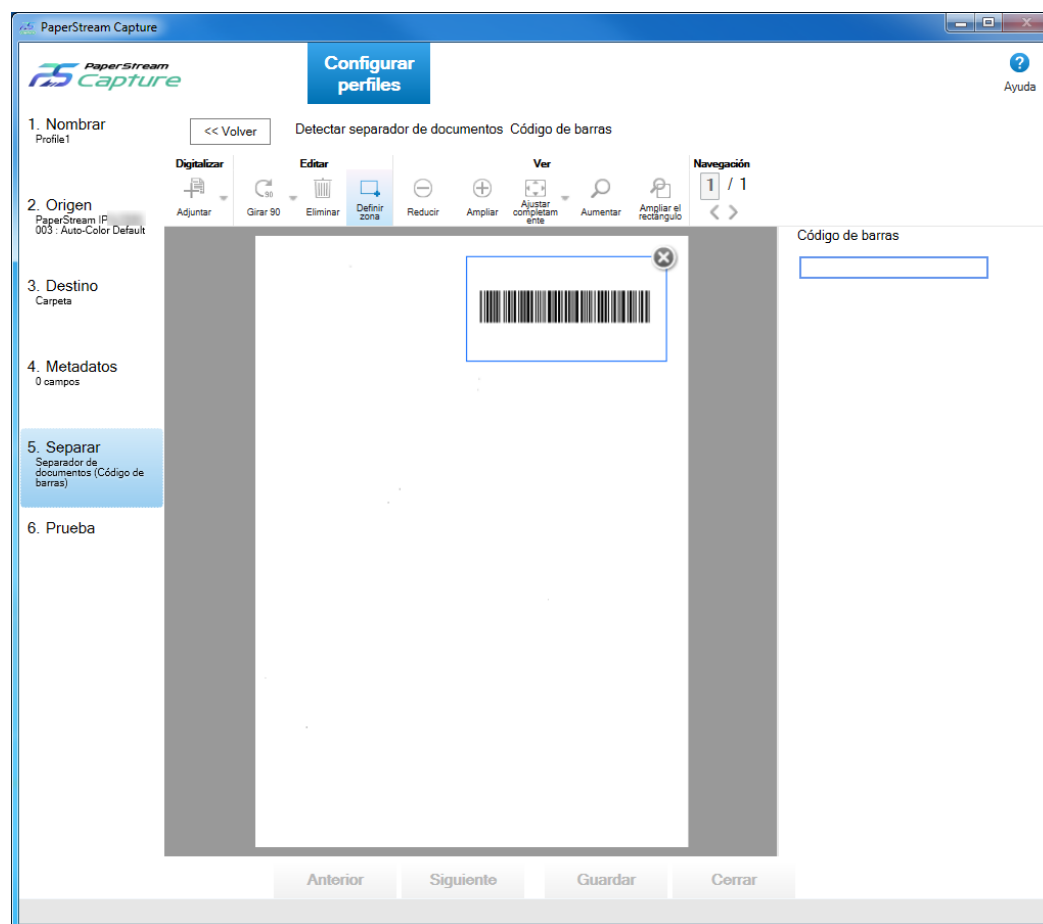 PaperStream Capture
PaperStream
Capture
Configurar
perfiles
Ayuda
1. Nombrar
Profile1
<< Volver
Detectar separador de documentos Código de barras
Digitalizar
Editar
Ver
Navegación
1 / 1
Adjuntar
90
Girar 90
Eliminar
Definir
zona
Reducir
Ampliar
Ajustar
completam
ente
Aumentar
Ampliar el
rectángulo
2. Origen
PaperStream IP
003 : Auto-Color Default
Código de barras
3. Destino
Carpeta
4. Metadatos
0 campos
5. Separar
Separador de
documentos (Código de
barras)
6. Prueba
Anterior
Siguiente
Guardar
Cerrar